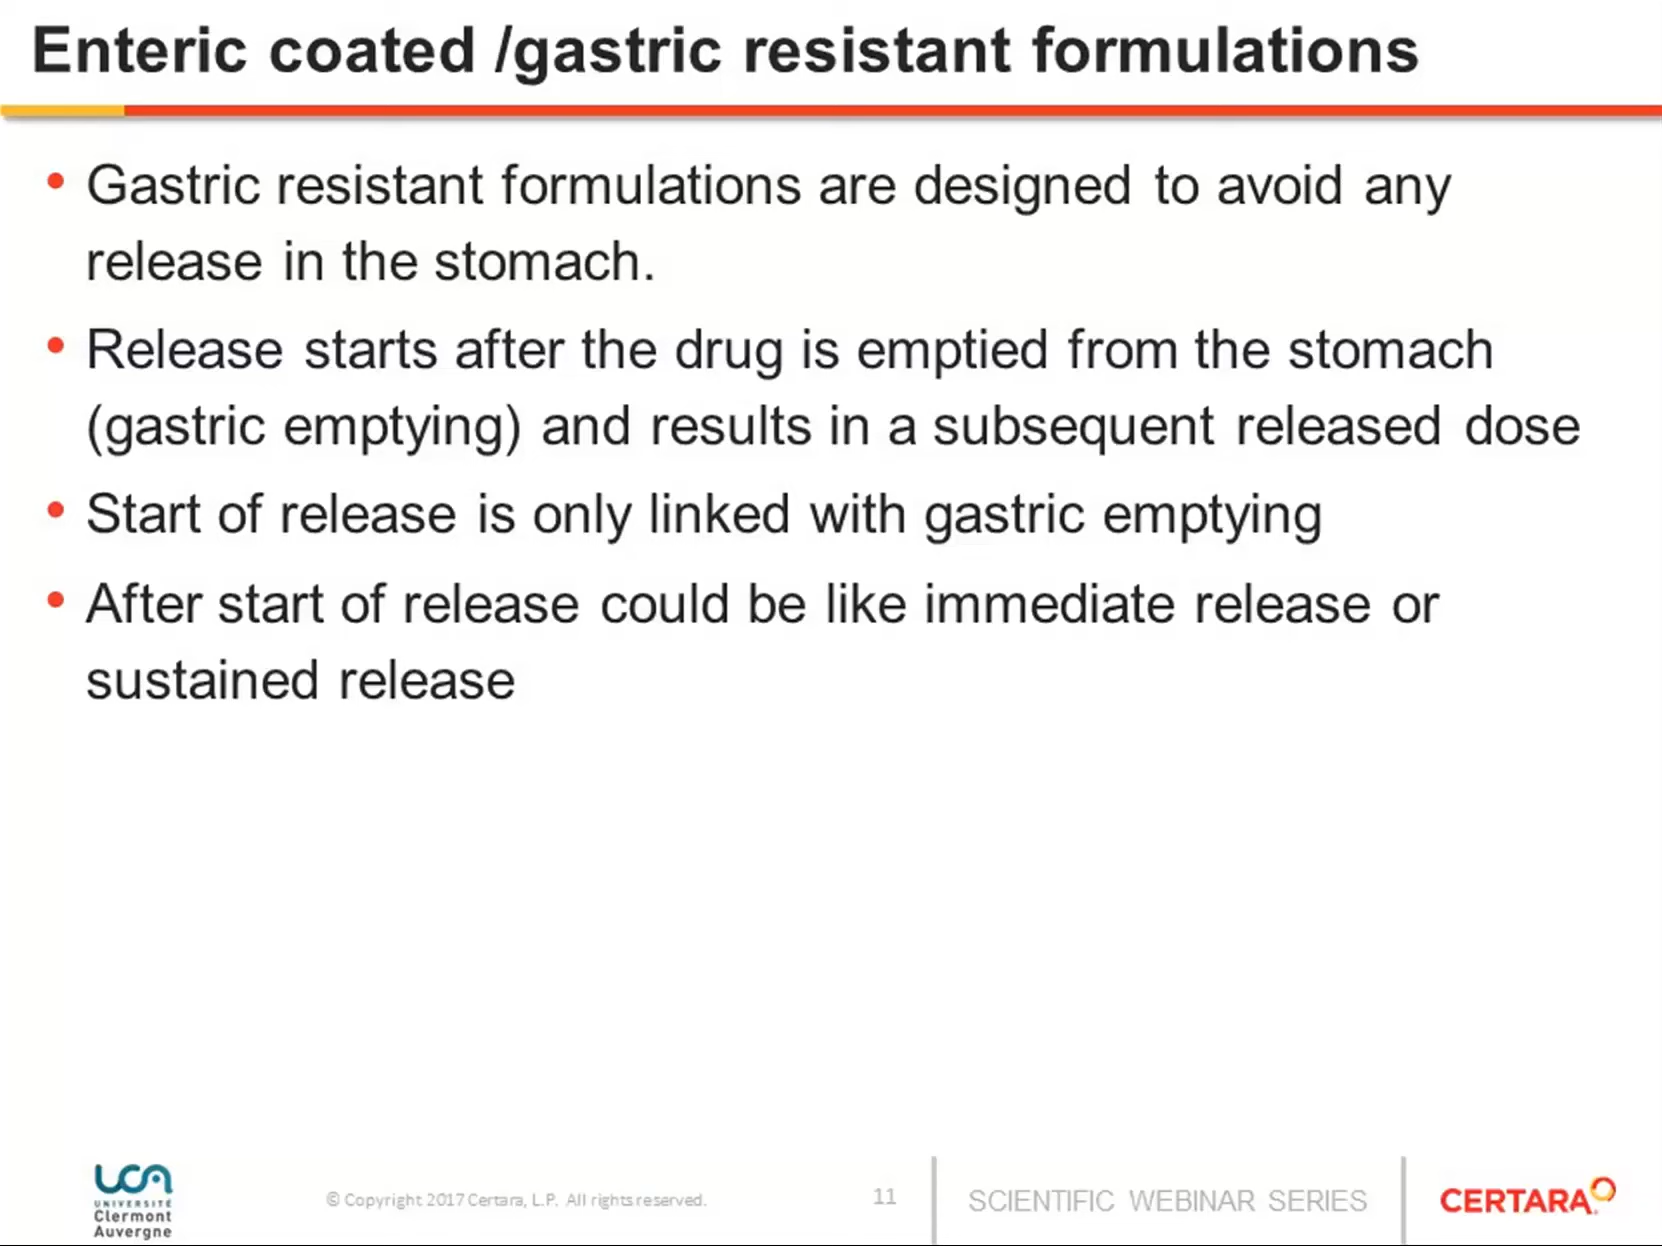 Enteric coated /gastric resistant formulations
• Gastric resistant formulations are designed to avoid any
release in the stomach.
• Release starts after the drug is emptied from the stomach
(gastric emptying) and results in a subsequent released dose
• Start of release is only linked with gastric emptying
• After start of release could be like immediate release or
sustained release
UCA
UNIVERSITÉ
Clermont
Auvergne
© Copyright 2017 Certara, L.P. All rights reserved.
11
SCIENTIFIC WEBINAR SERIES
CERTARA